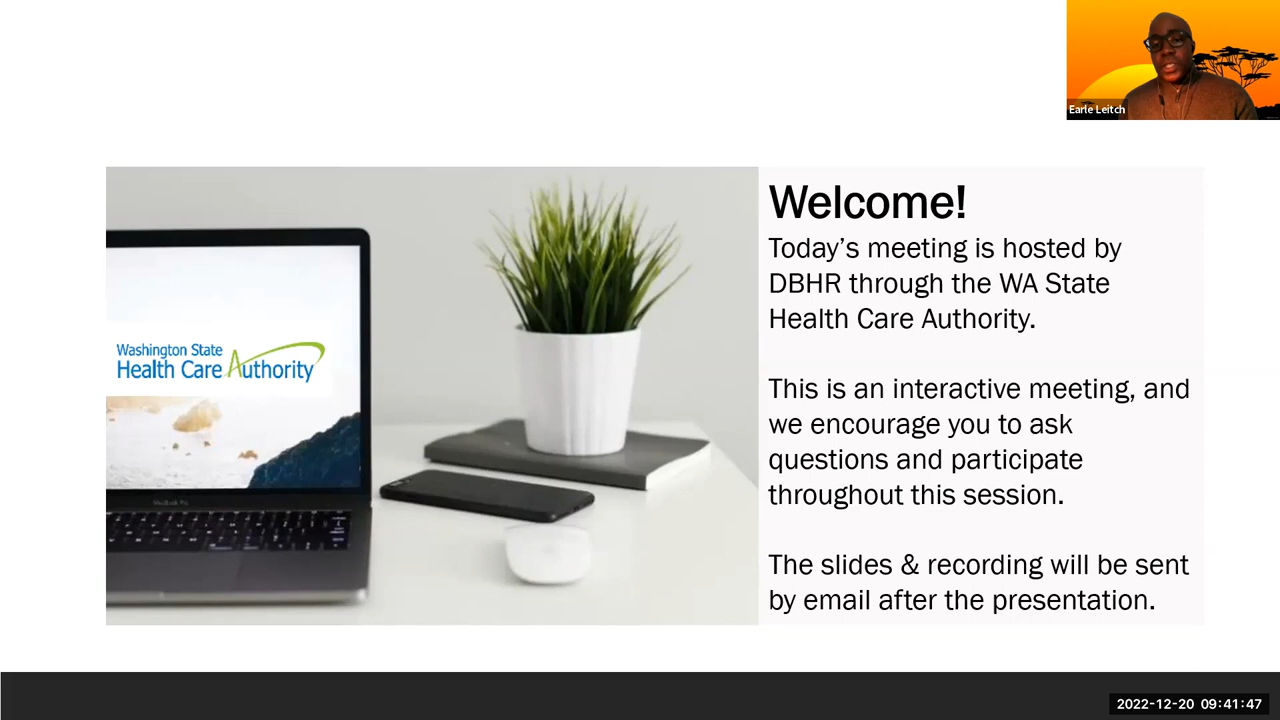 Earle Leitch
Welcome!
Today’s meeting is hosted by
DBHR through the WA State
Health Care Authority.
This is an interactive meeting, and
we encourage you to ask
questions and participate
throughout this session.
The slides & recording will be sent
by email after the presentation.
Washington State
Health Care Authority
MacBook Pro
2022-12-20 09:41:47